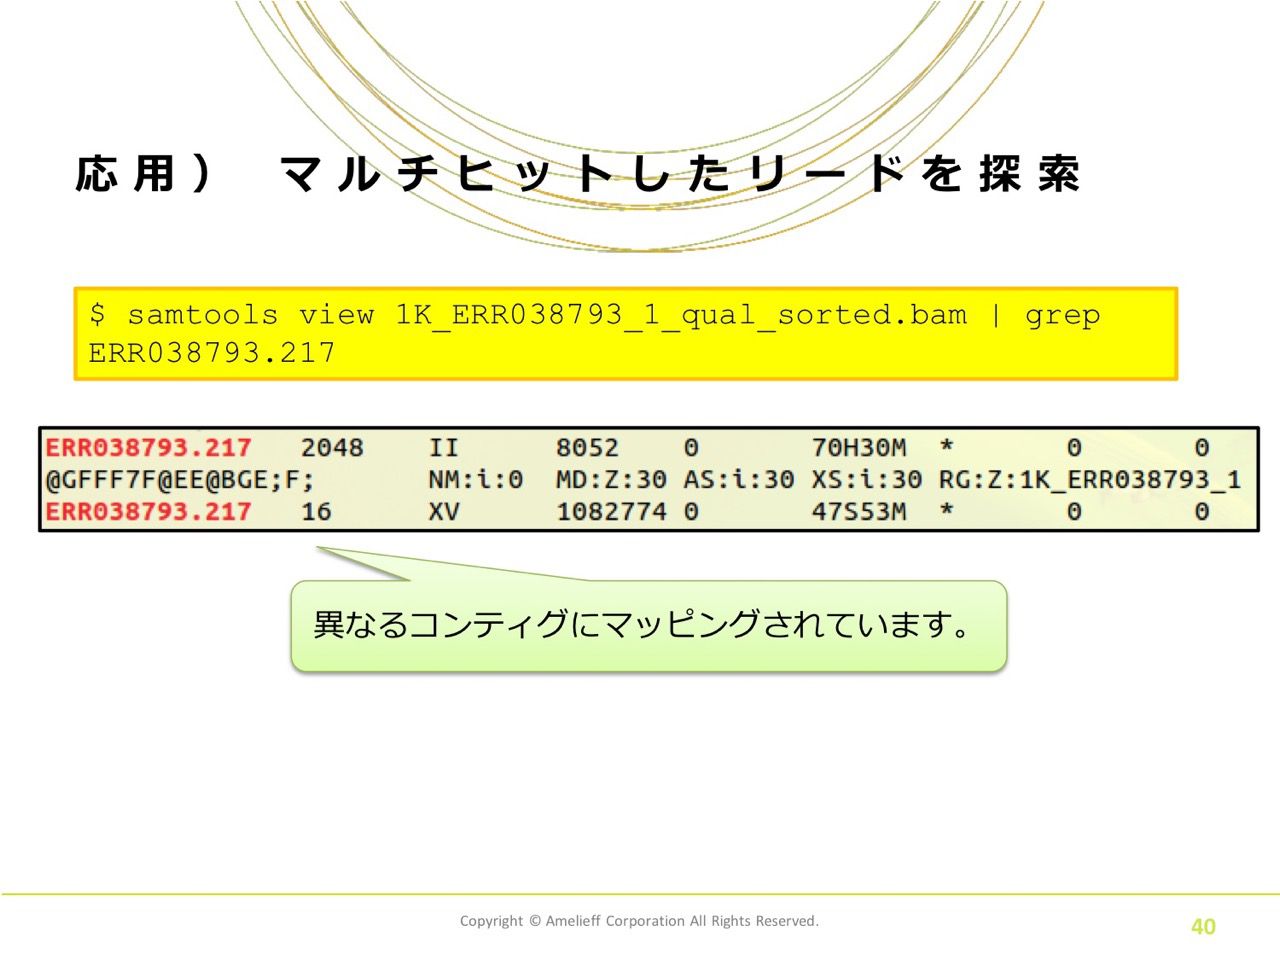 応用） マルチヒットしたリードを探索
$ samtools view 1K_ERR038793_1_qual_sorted.bam | grep
ERR038793.217
ERR038793.217 2048 II 8052 0 70H30M * 0 0
@GFFF7F@EE@BGE;F; NM:i:0 MD:Z:30 AS:i:30 XS:i:30 RG:Z:1K_ERR038793_1
ERR038793.217 16 XV 1082774 0 47S53M * 0 0
異なるコンティグにマッピングされています。
Copyright © Amelieff Corporation All Rights Reserved.
40